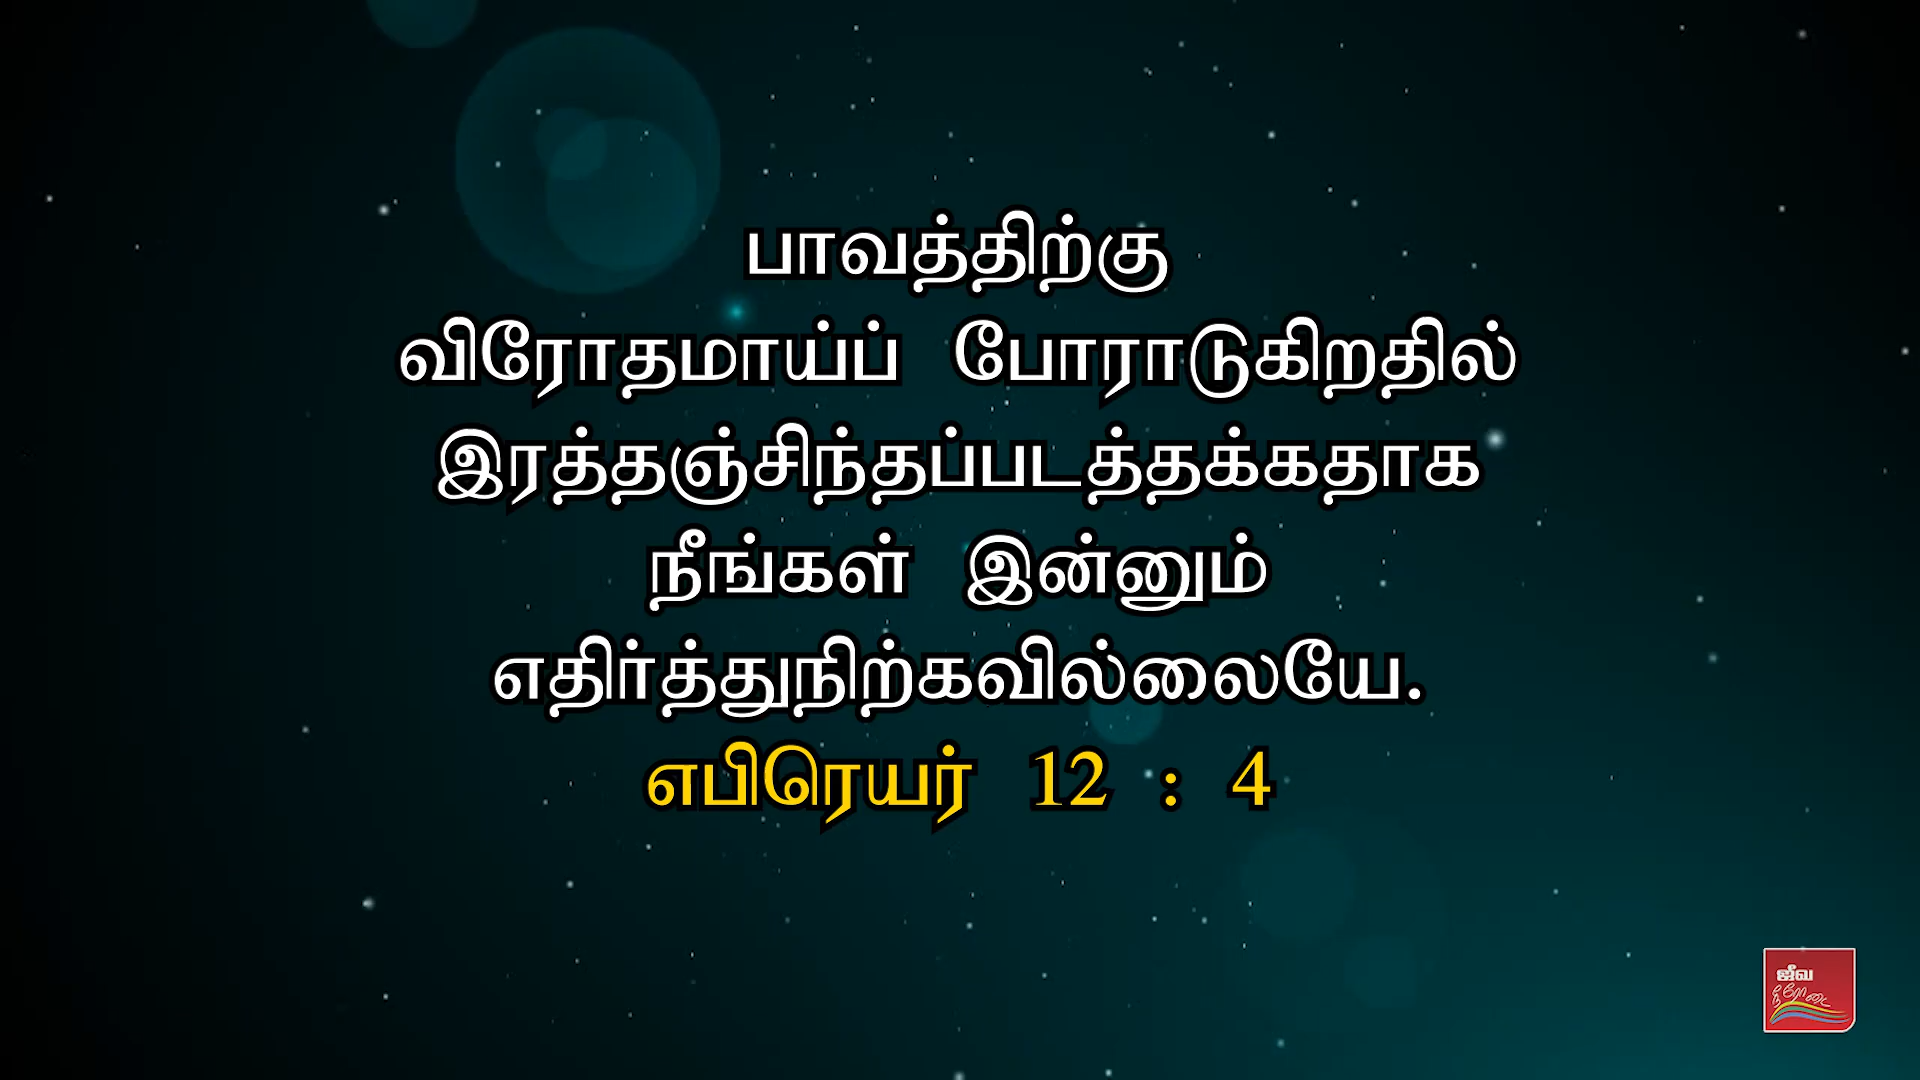 பாவத்திற்கு
விரோதமாய்ப் போராடுகிறதில்
இரத்தஞ்சிந்தப்படத்தக்கதாக
நீங்கள் இன்னும்
எதிர்த்துநிற்கவில்லையே.
எபிரெயர் 12 : 4
ஜீவ
நீரோடை